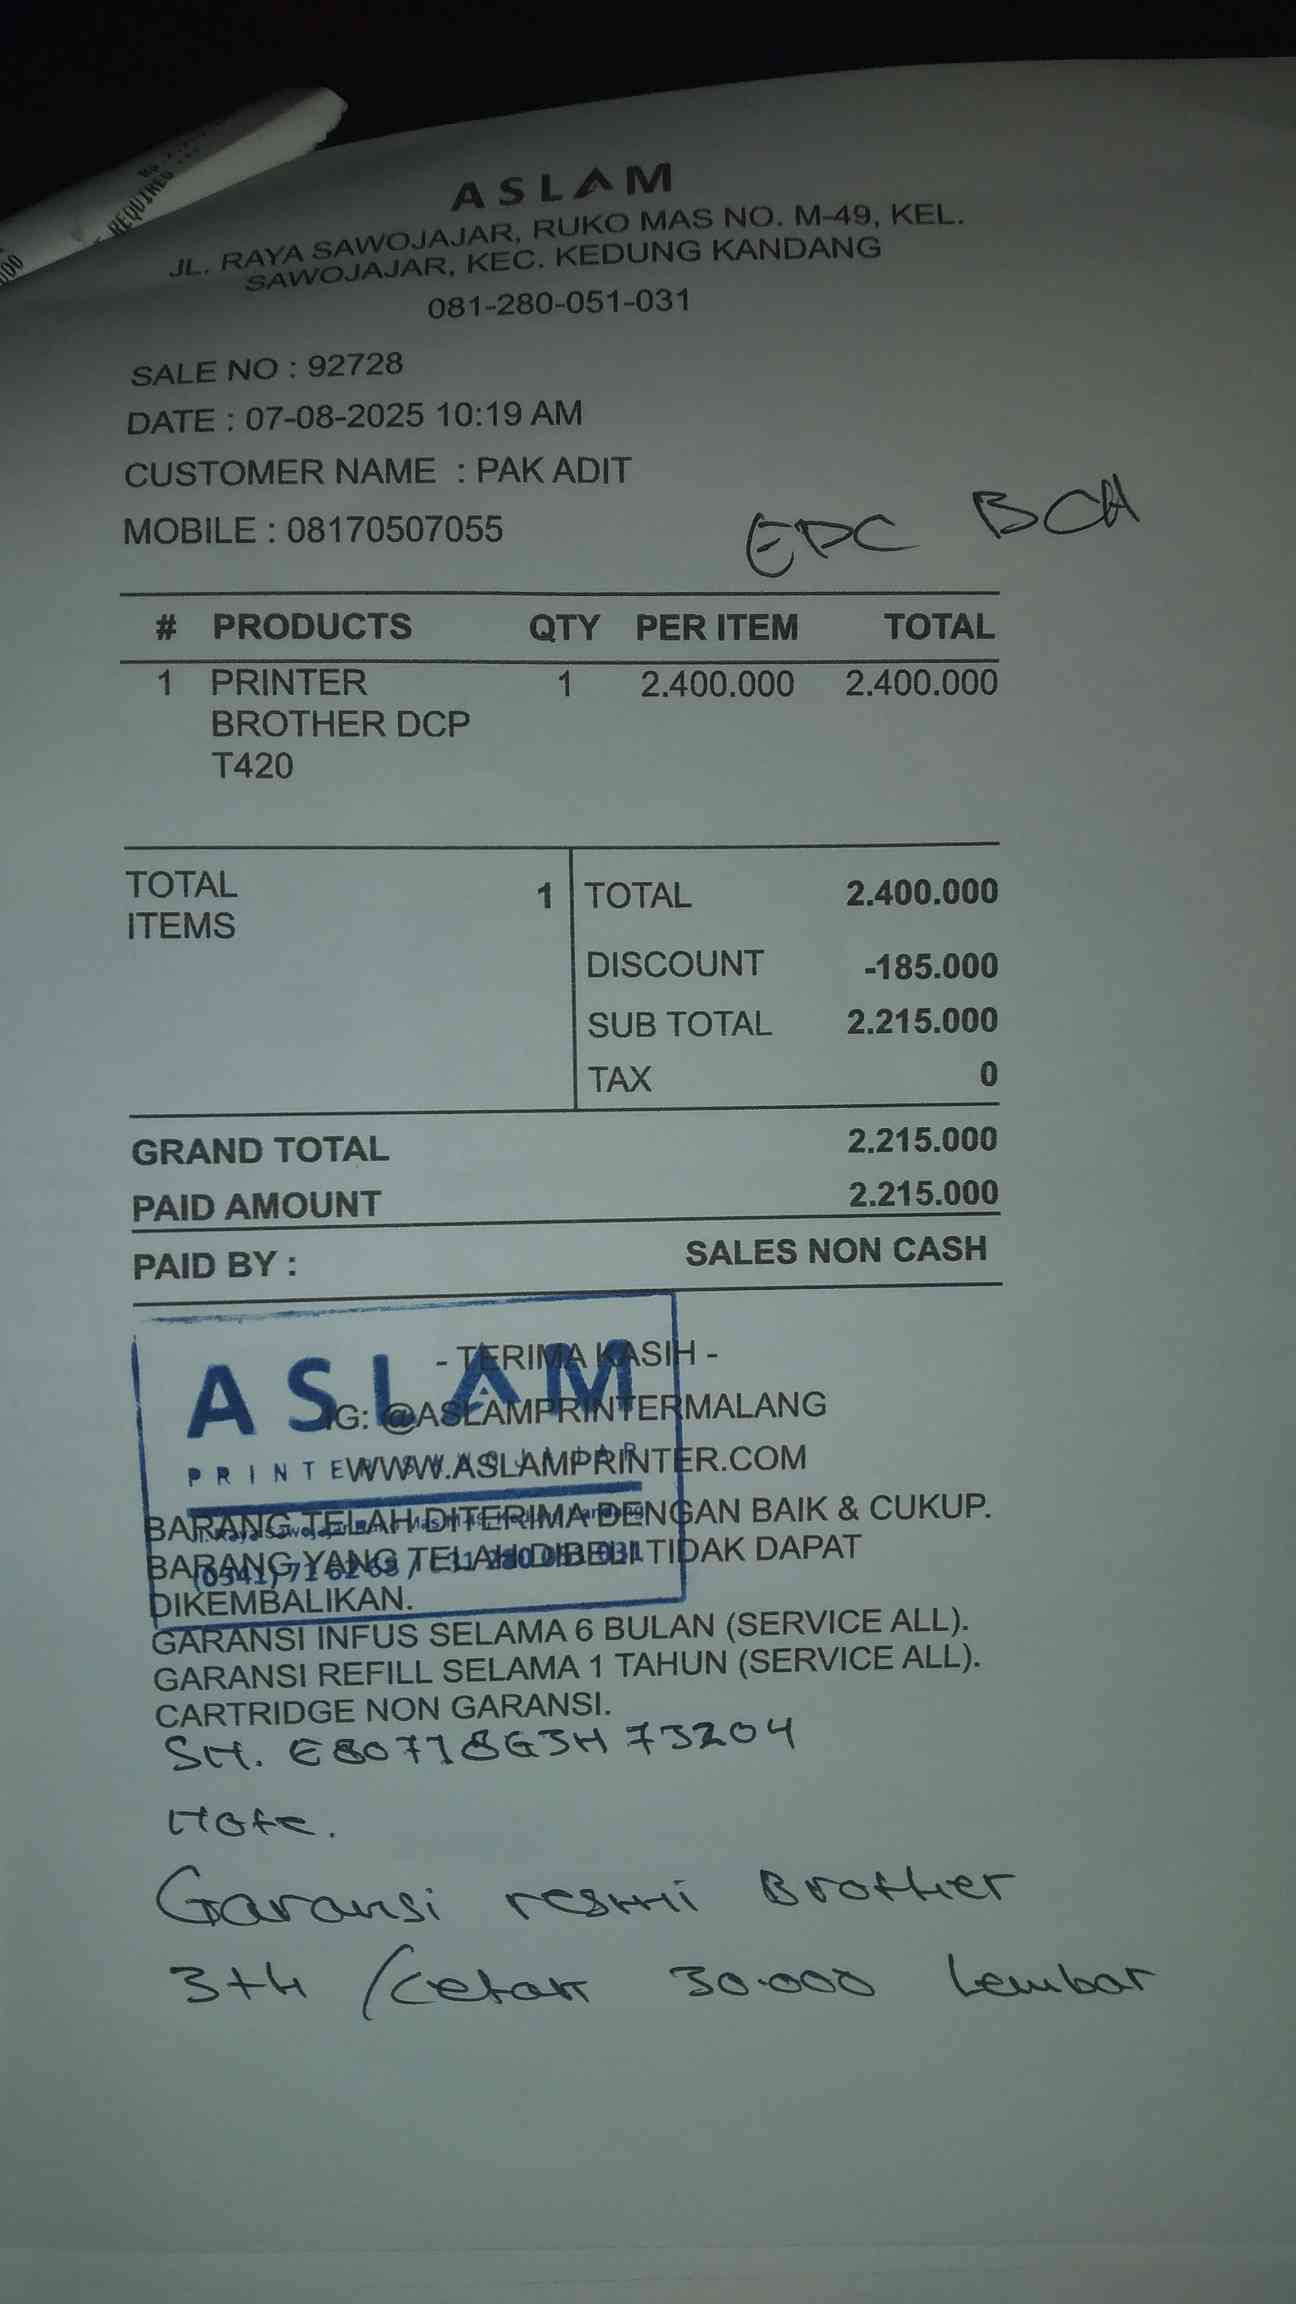 REQUIRED
ASLAM
JL. RAYA SAWOJAJAR, RUKO MAS NO. M-49, KEL.
SAWOJAJAR, KEC. KEDUNG KANDANG
081-280-051-031
SALE NO : 92728
DATE : 07-08-2025 10:19 AM
CUSTOMER NAME : PAK ADIT
MOBILE : 08170507055
EDC BCA
# PRODUCTS QTY PER ITEM TOTAL
1 PRINTER 1 2.400.000 2.400.000
BROTHER DCP
T420
TOTAL 1 TOTAL 2.400.000
ITEMS
DISCOUNT -185.000
SUB TOTAL 2.215.000
TAX 0
GRAND TOTAL 2.215.000
PAID AMOUNT 2.215.000
PAID BY : SALES NON CASH
- TERIMA KASIH -
ASLAM
IG: @ASLAMPRINTERMALANG
PRINTER
WWW.ASLAMPRINTER.COM
BARANG TELAH DITERIMA DENGAN BAIK & CUKUP.
BARANG YANG TELAH DIBELI TIDAK DAPAT
DIKEMBALIKAN.
GARANSI INFUS SELAMA 6 BULAN (SERVICE ALL).
GARANSI REFILL SELAMA 1 TAHUN (SERVICE ALL).
CARTRIDGE NON GARANSI.
SN. E80778G3H73204
Note.
Garansi resmi Brother
3th /cetak 30.000 Lembar